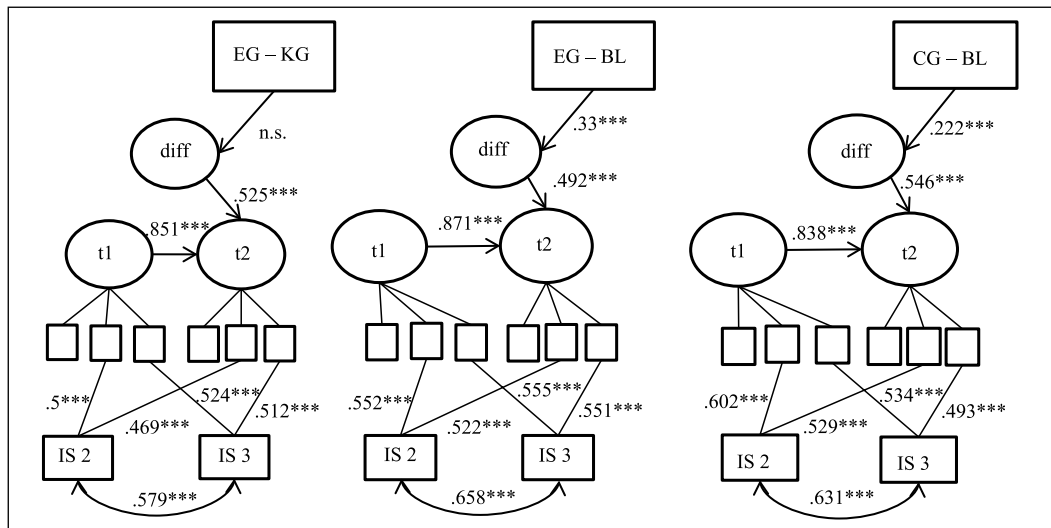 EG – KG
n.s.
diff
.525***
.851***
t1
t2
.5***
.524***
.469***
.512***
IS 2
IS 3
.579***
EG – BL
.33***
diff
.492***
.871***
t1
t2
.552***
.555***
.522***
.551***
IS 2
IS 3
.658***
CG – BL
.222***
diff
.546***
.838***
t1
t2
.602***
.534***
.529***
.493***
IS 2
IS 3
.631***